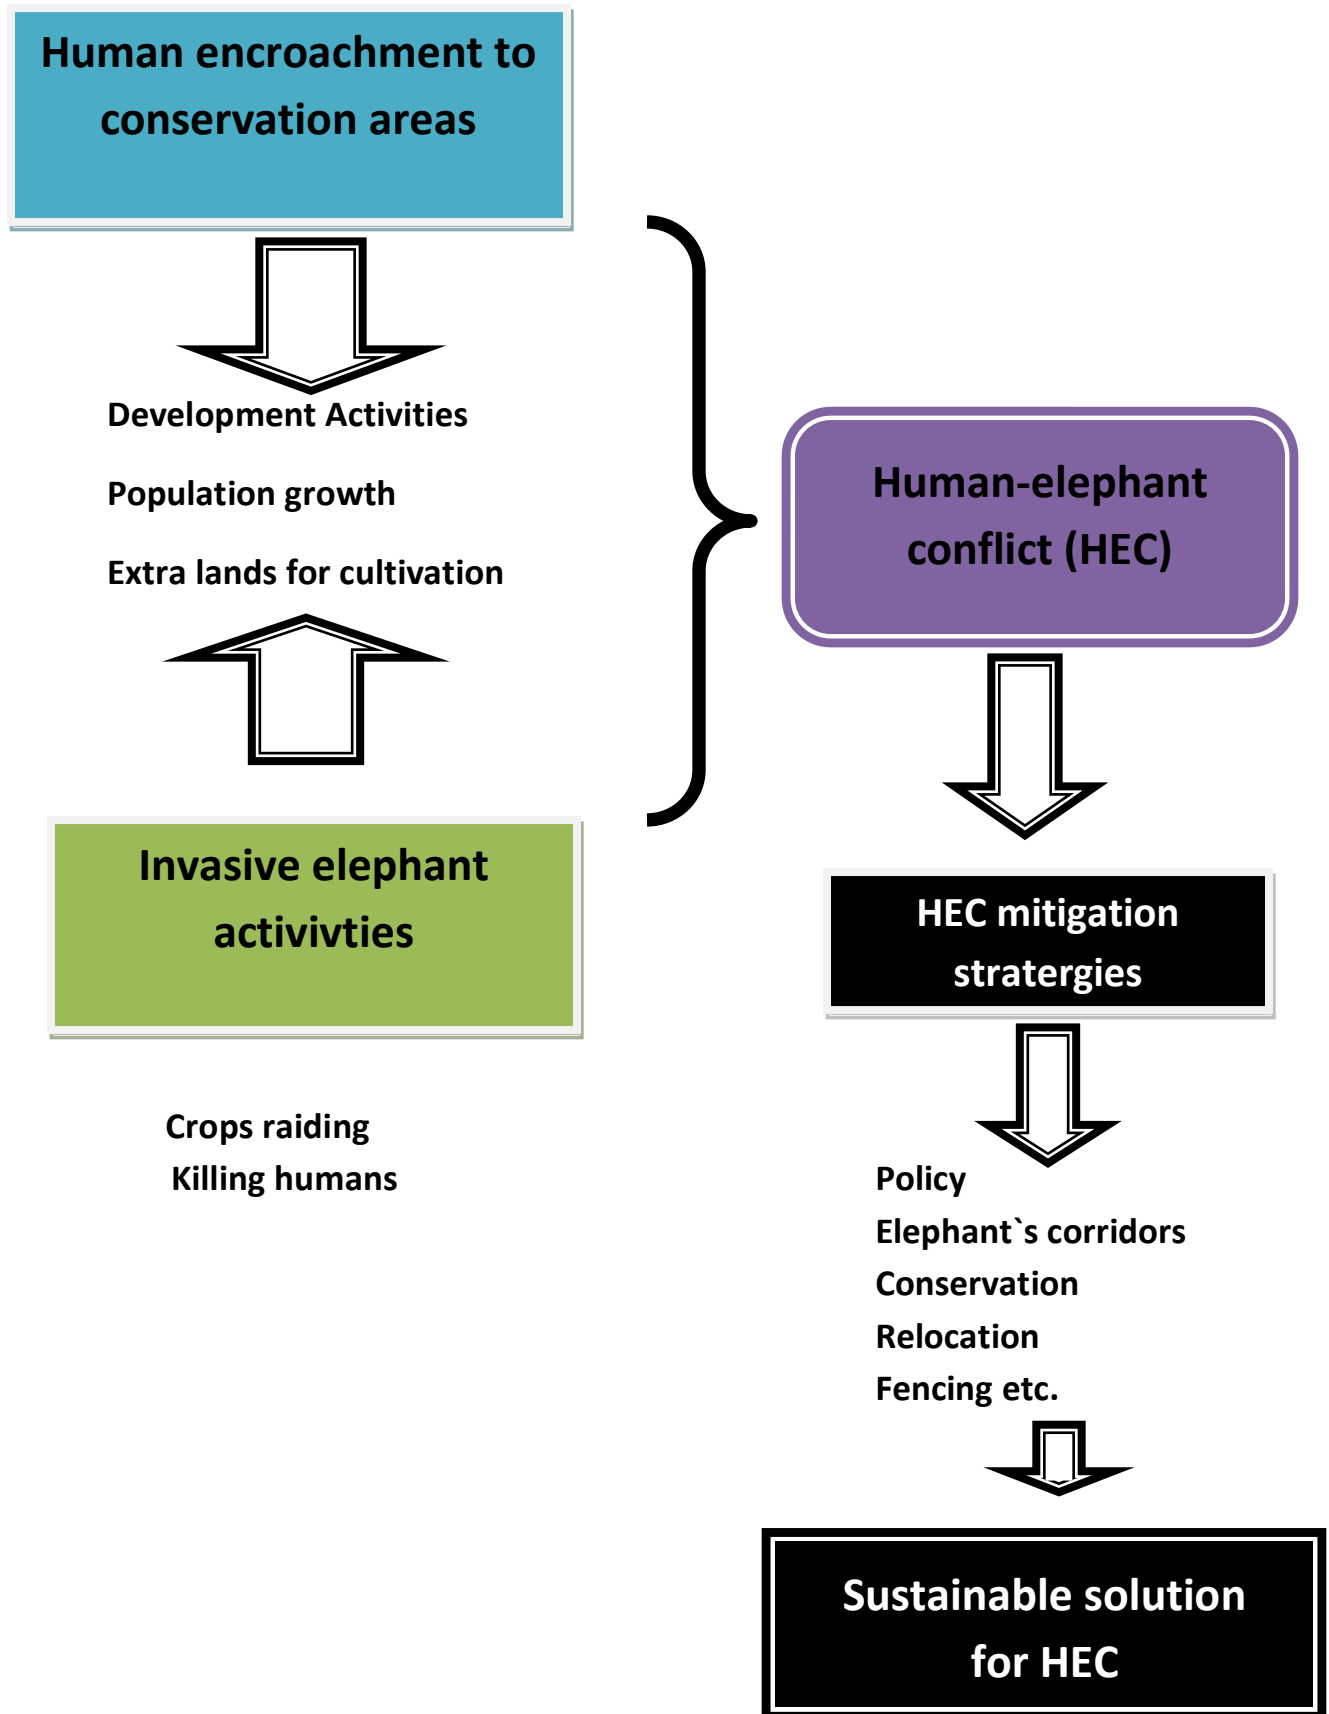 Human encroachment to
conservation areas
Development Activities
Population growth
Extra lands for cultivation
Invasive elephant
activivties
Crops raiding
Killing humans
Human-elephant
conflict (HEC)
HEC mitigation
stratergies
Policy
Elephant`s corridors
Conservation
Relocation
Fencing etc.
Sustainable solution
for HEC